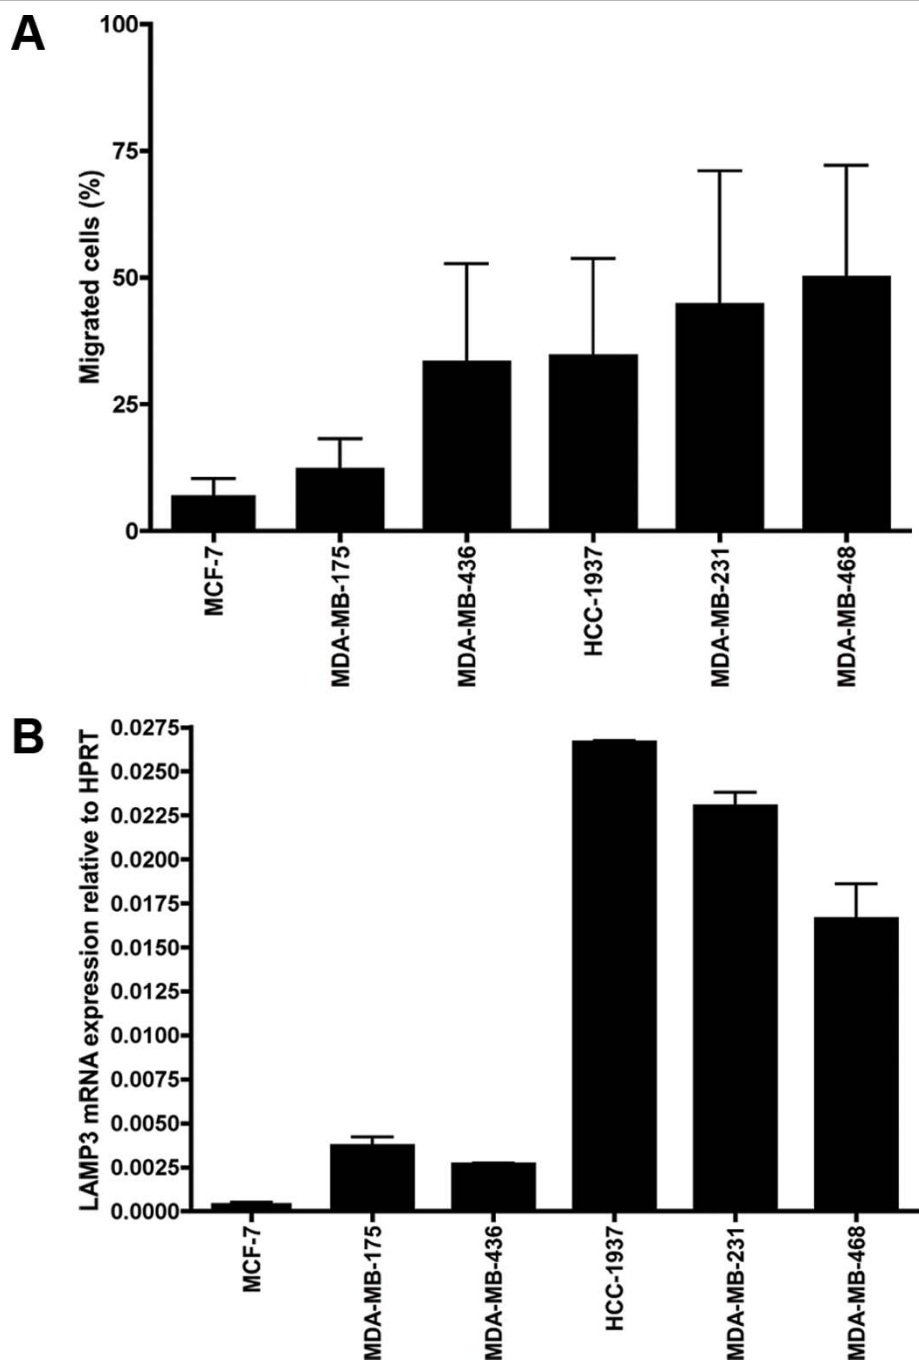 A
Migrated cells (%)
100
75
50
25
0
MCF-7
MDA-MB-175
MDA-MB-436
HCC-1937
MDA-MB-231
MDA-MB-468
B
LAMP3 mRNA expression relative to HPRT
0.0275
0.0250
0.0225
0.0200
0.0175
0.0150
0.0125
0.0100
0.0075
0.0050
0.0025
0.0000
MCF-7
MDA-MB-175
MDA-MB-436
HCC-1937
MDA-MB-231
MDA-MB-468